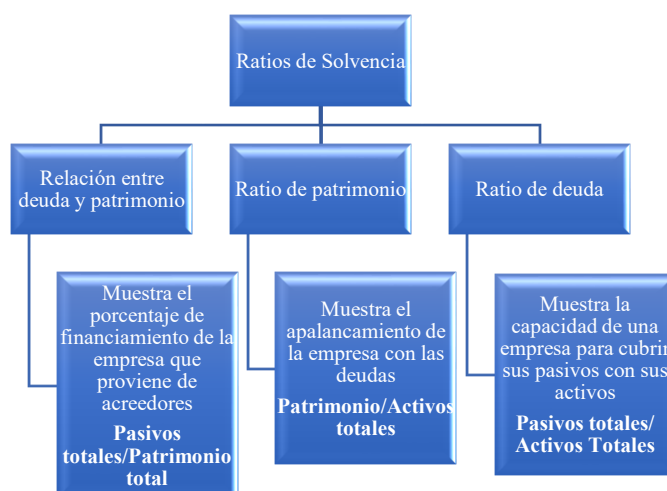 Ratios de Solvencia
Relación entre
deuda y patrimonio
Ratio de patrimonio
Ratio de deuda
Muestra el
porcentaje de
financiamiento de la
empresa que
proviene de
acreedores
Pasivos
totales/Patrimonio
total
Muestra el
apalancamiento de
la empresa con las
deudas
Patrimonio/Activos
totales
Muestra la
capacidad de una
empresa para cubrir
sus pasivos con sus
activos
Pasivos totales/
Activos Totales